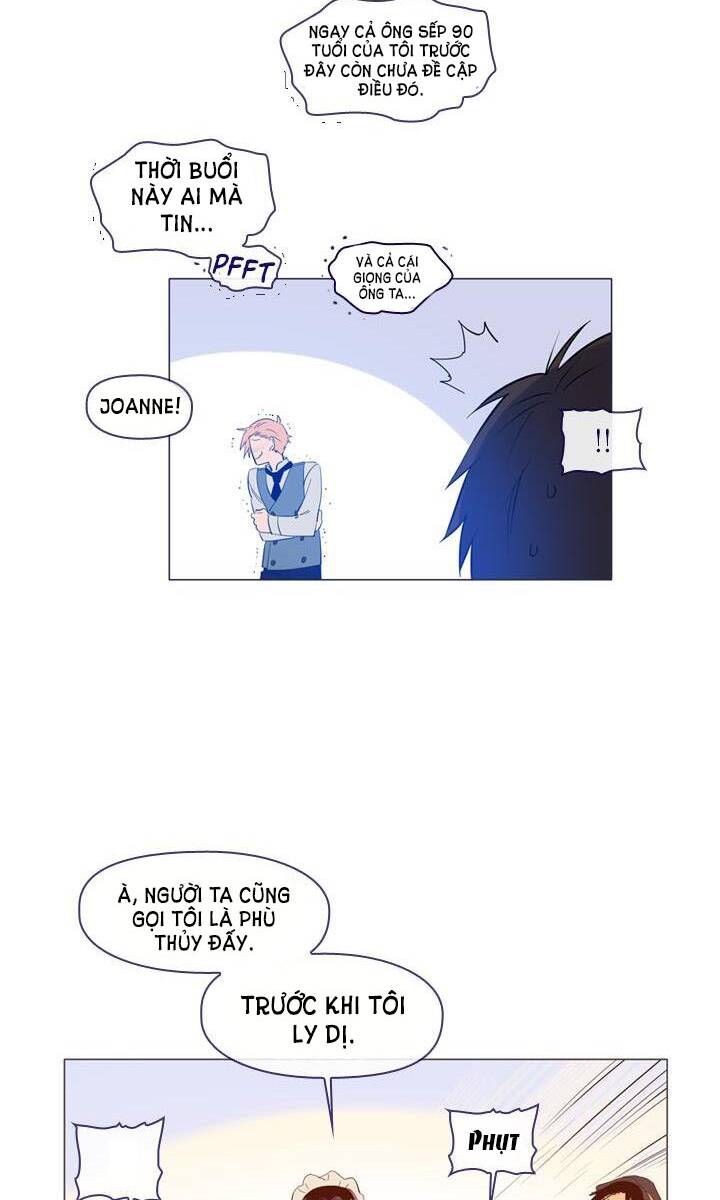 NGAY CẢ ÔNG SẾP 90
TUỔI CỦA TÔI TRƯỚC
ĐÂY CÒN CHƯA ĐỀ CẬP
ĐIỀU ĐÓ.
THỜI BUỔI
NÀY AI MÀ
TIN...
PFFT
VÀ CẢ CÁI
GIỌNG CỦA
ÔNG TA...
JOANNE!
!!
À, NGƯỜI TA CŨNG
GỌI TÔI LÀ PHÙ
THỦY ĐẤY.
TRƯỚC KHI TÔI
LY DỊ.
PHỤT